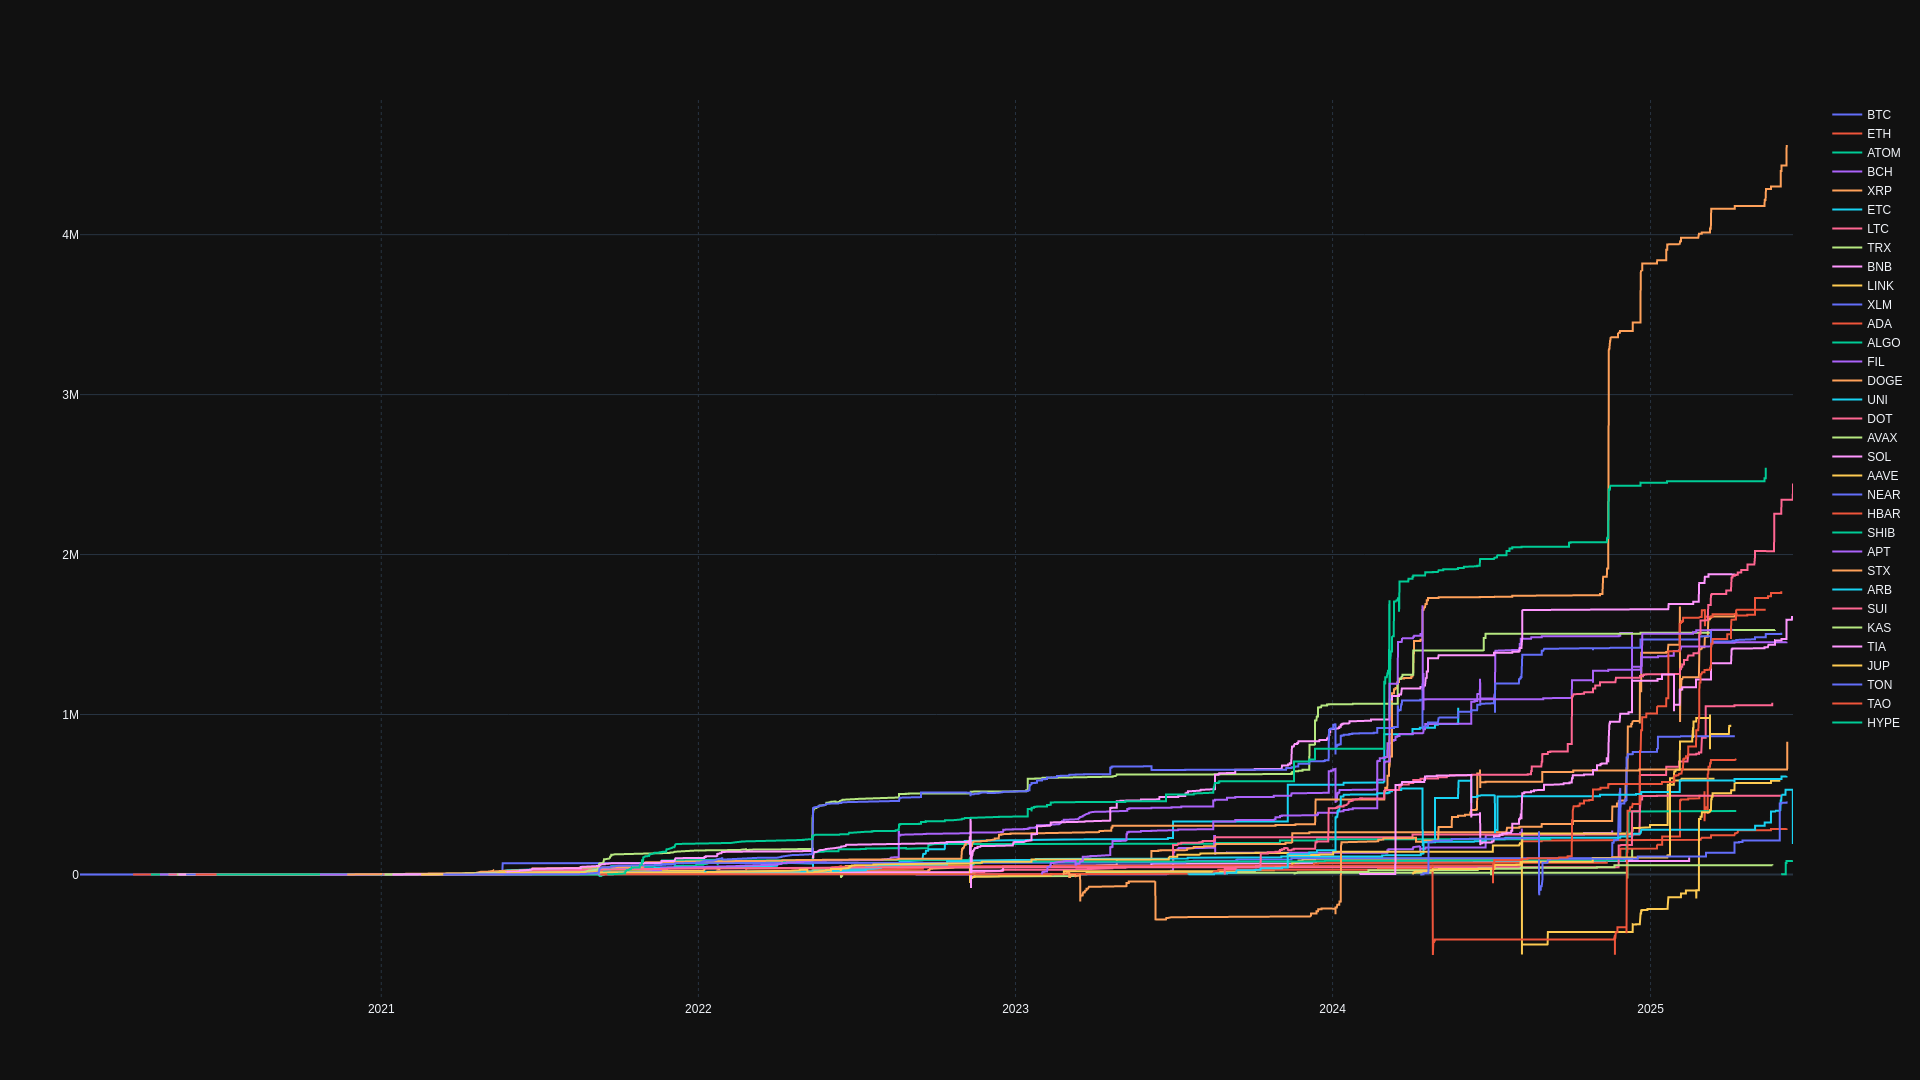 BTC
ETH
ATOM
BCH
XRP
ETC
LTC
TRX
BNB
LINK
XLM
ADA
ALGO
FIL
DOGE
UNI
DOT
AVAX
SOL
AAVE
NEAR
HBAR
SHIB
APT
STX
ARB
SUI
KAS
TIA
JUP
TON
TAO
HYPE
4M
3M
2M
1M
0
2021 2022 2023 2024 2025